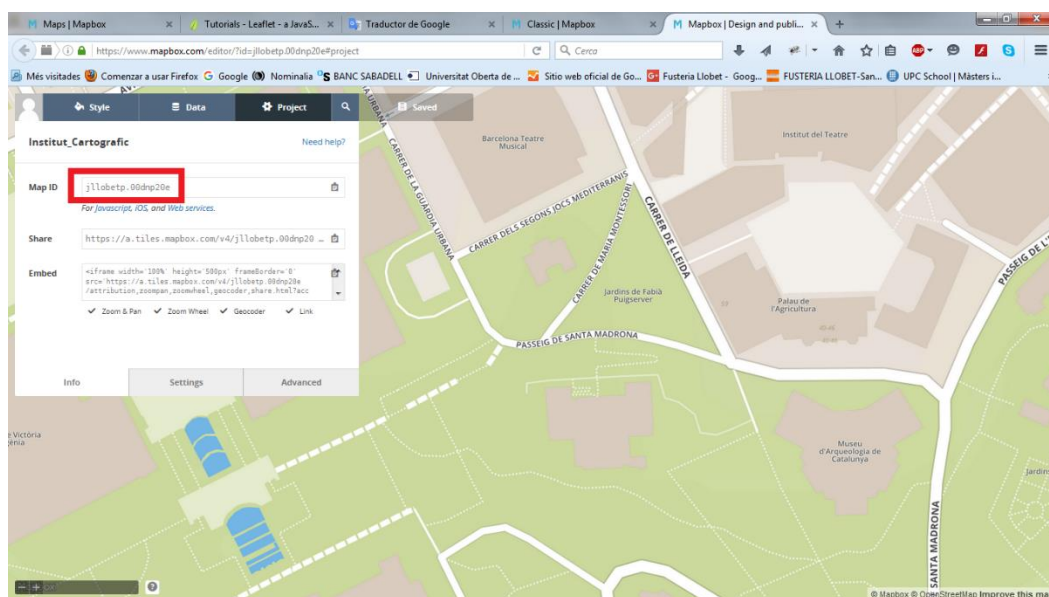 Maps | Mapbox
Tutorials - Leaflet - a JavaS...
Traductor de Google
Classic | Mapbox
Mapbox | Design and publi...
https://www.mapbox.com/editor/?id=jllobetp.00dnp20e#project
Cerca
Més visitades
Comenzar a usar Firefox
Google
Nominalia
BANC SABADELL
Universitat Oberta de ...
Sitio web oficial de Go...
Fusteria Llobet - Goog...
FUSTERIA LLOBET-San...
UPC School | Màsters i...
Style
Data
Project
Saved
Institut_Cartografic
Need help?
Map ID
jllobetp.00dnp20e
For Javascript, iOS, and Web services.
Share
https://a.tiles.mapbox.com/v4/jllobetp.00dnp20 …
Embed
<iframe width='100%' height='500px' frameBorder='0'
src='https://a.tiles.mapbox.com/v4/jllobetp.00dnp20e
/attribution,zoompan,zoomwheel,geocoder,share.html?acc
Zoom & Pan
Zoom Wheel
Geocoder
Link
Info
Settings
Advanced
Barcelona Teatre
Musical
Institut del Teatre
CARRER DE LA GUÀRDIA URBANA
CARRER DELS SEGONS JOCS MEDITERRANIS
CARRER DE MARIA MONTESSORI
CARRER DE LLEIDA
PASSEIG DE L'
Jardins de Fabià
Puigserver
Palau de
l'Agricultura
PASSEIG DE SANTA MADRONA
e Victòria
gènia
Museu
d'Arqueologia de
Catalunya
Jardin
SANTA MADRONA
© Mapbox © OpenStreetMap Improve this ma